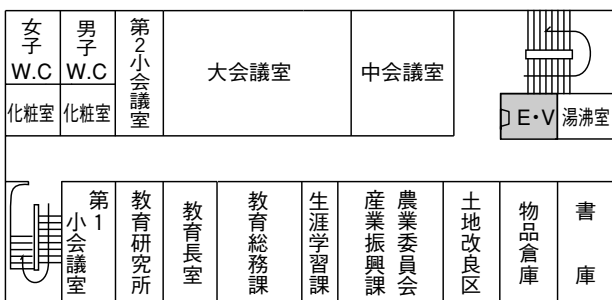 女子
W.C
男子
W.C
第2小会議室
大会議室
中会議室
化粧室
化粧室
E・V
湯沸室
第1
小会議室
教育研究所
教育長室
教育総務課
生涯学習課
農業委員会
産業振興課
土地改良区
物品倉庫
書庫